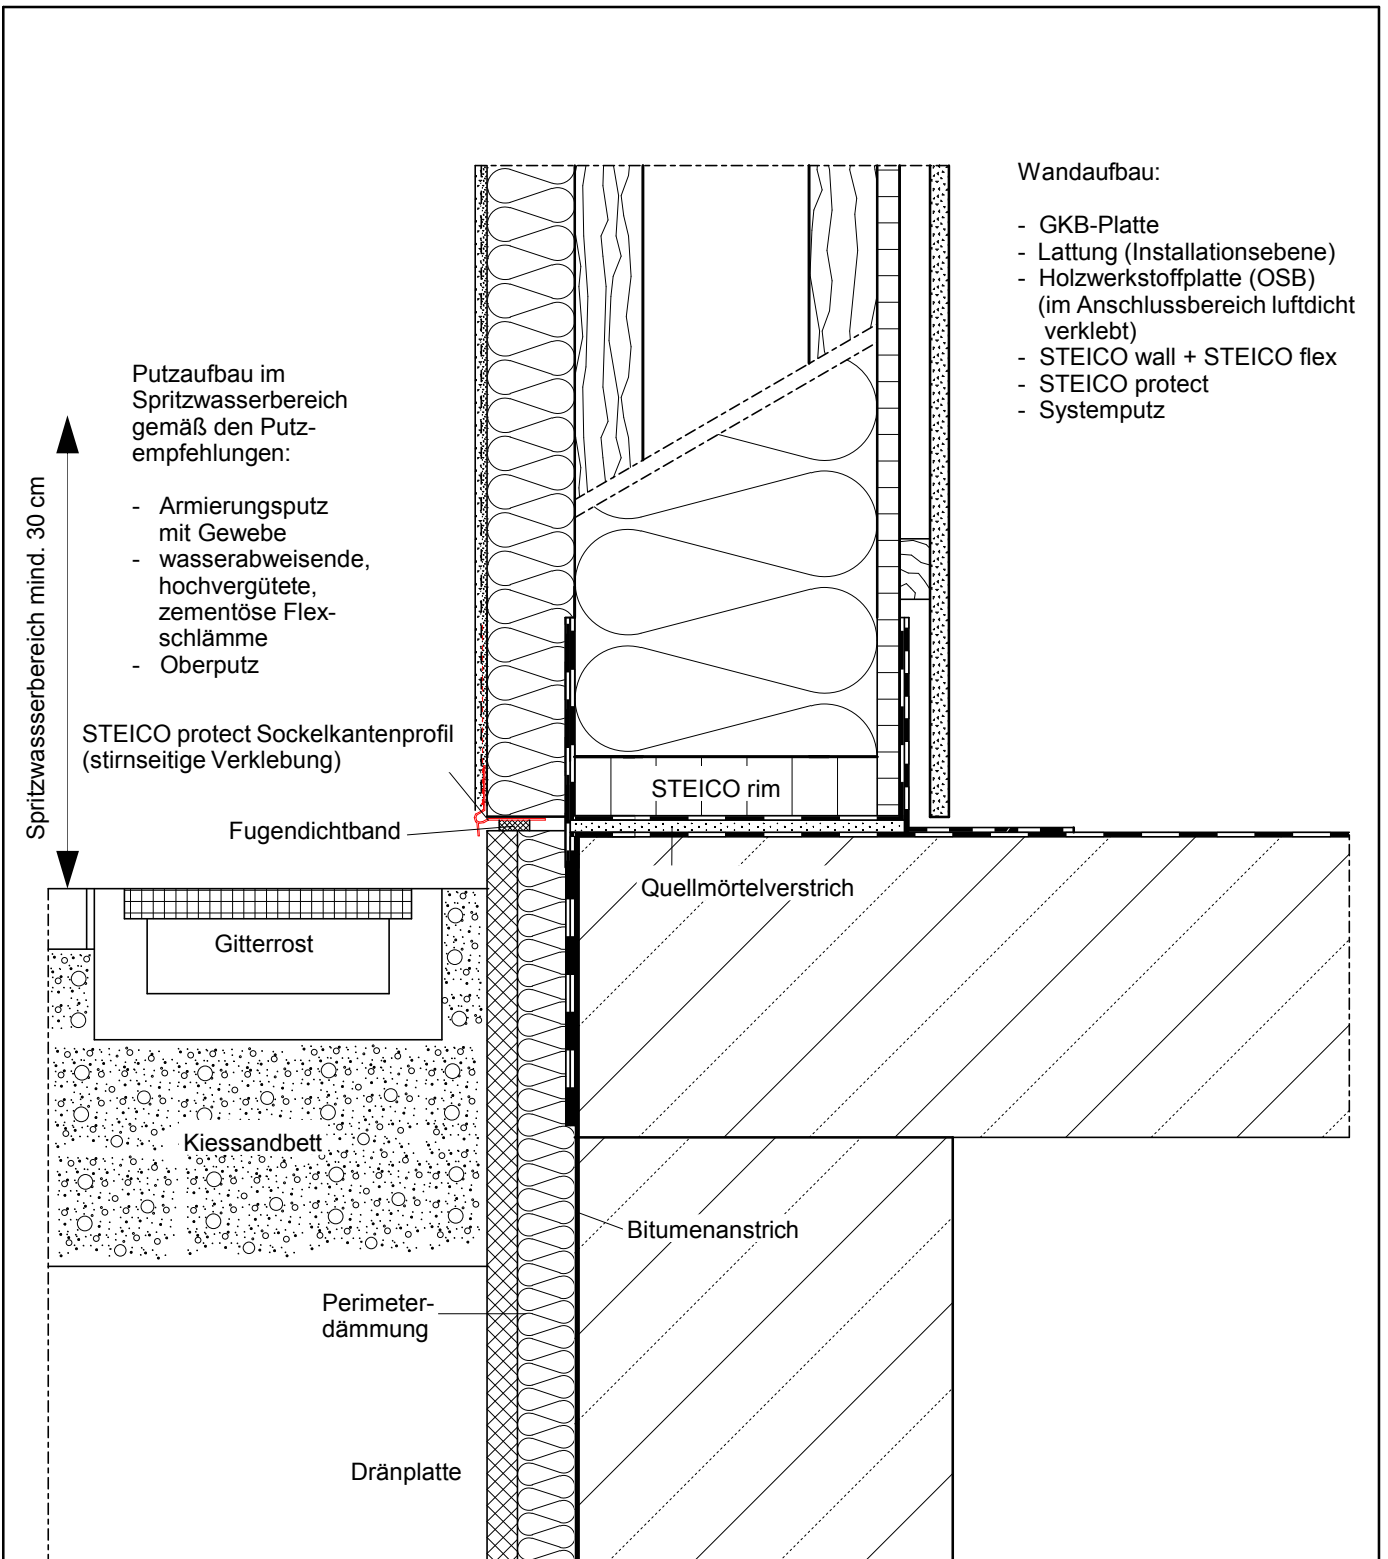 Wandaufbau:
- GKB-Platte
- Lattung (Installationsebene)
- Holzwerkstoffplatte (OSB)
(im Anschlussbereich luftdicht
verklebt)
- STEICO wall + STEICO flex
- STEICO protect
- Systemputz
Putzaufbau im
Spritzwasserbereich
gemäß den Putz-
empfehlungen:
- Armierungsputz
mit Gewebe
- wasserabweisende,
hochvergütete,
zementöse Flex-
schlämme
- Oberputz
Spritzwassserbereich mind. 30 cm
STEICO protect Sockelkantenprofil
(stirnseitige Verklebung)
STEICO rim
Fugendichtband
Quellmörtelverstrich
Gitterrost
Kiessandbett
Bitumenanstrich
Perimeter-
dämmung
Dränplatte